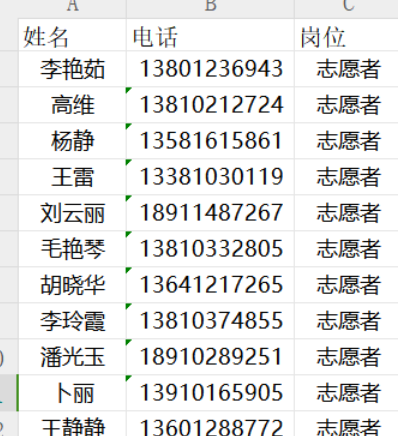 A B C
姓名 电话 岗位
李艳茹 13801236943 志愿者
高维 13810212724 志愿者
杨静 13581615861 志愿者
王雷 13381030119 志愿者
刘云丽 18911487267 志愿者
毛艳琴 13810332805 志愿者
胡晓华 13641217265 志愿者
李玲霞 13810374855 志愿者
潘光玉 18910289251 志愿者
卜丽 13910165905 志愿者
王静静 13601288772 志愿者